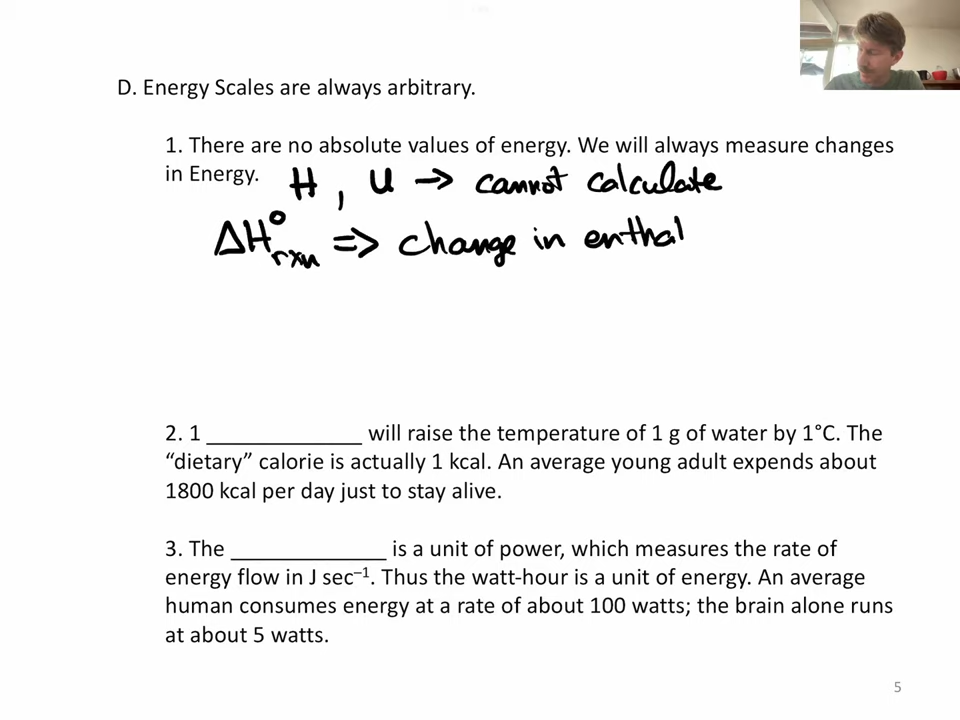 D. Energy Scales are always arbitrary.
1. There are no absolute values of energy. We will always measure changes
in Energy. H, U → cannot calculate
ΔH°rxn ⇒ change in enthal
2. 1 _____________ will raise the temperature of 1 g of water by 1°C. The
“dietary” calorie is actually 1 kcal. An average young adult expends about
1800 kcal per day just to stay alive.
3. The _____________ is a unit of power, which measures the rate of
energy flow in J sec⁻¹. Thus the watt-hour is a unit of energy. An average
human consumes energy at a rate of about 100 watts; the brain alone runs
at about 5 watts.
5